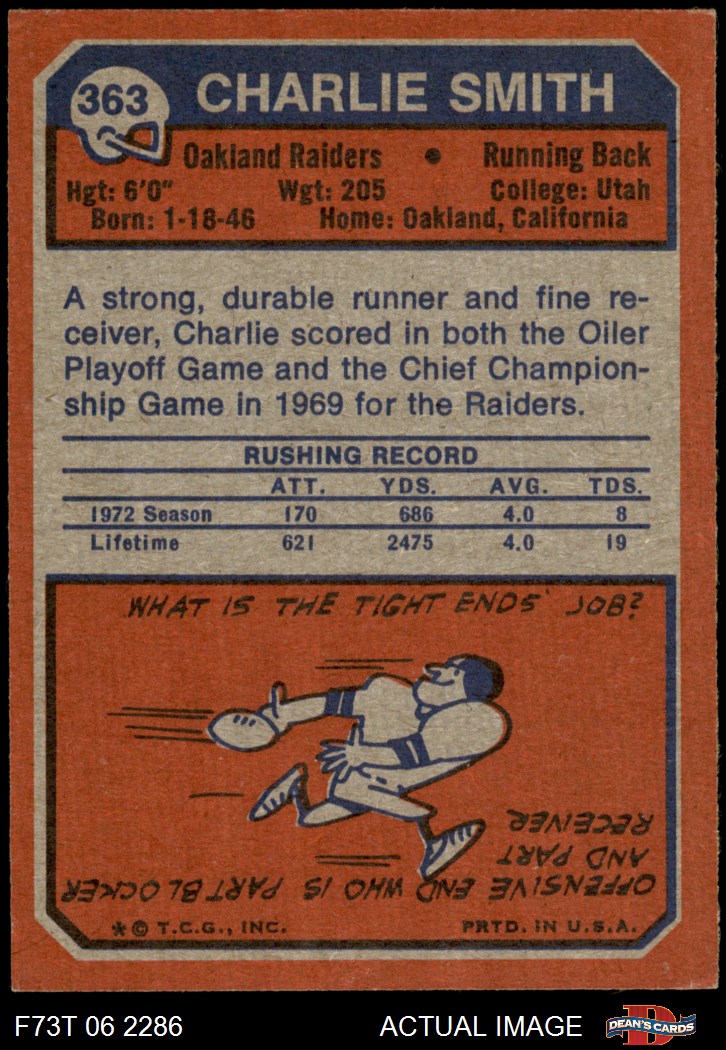 363
CHARLIE SMITH
Oakland Raiders • Running Back
Hgt: 6'0" Wgt: 205 College: Utah
Born: 1-18-46 Home: Oakland, California
A strong, durable runner and fine re-
ceiver, Charlie scored in both the Oiler
Playoff Game and the Chief Champion-
ship Game in 1969 for the Raiders.
RUSHING RECORD
ATT. YDS. AVG. TDS.
1972 Season 170 686 4.0 8
Lifetime 621 2475 4.0 19
WHAT IS THE TIGHT ENDS' JOB?
OFFENSIVE END WHO IS PART BLOCKER
AND PART
RECEIVER
*© T.C.G., INC. PRTD. IN U.S.A.
F73T 06 2286 ACTUAL IMAGE D DEAN'S CARDS